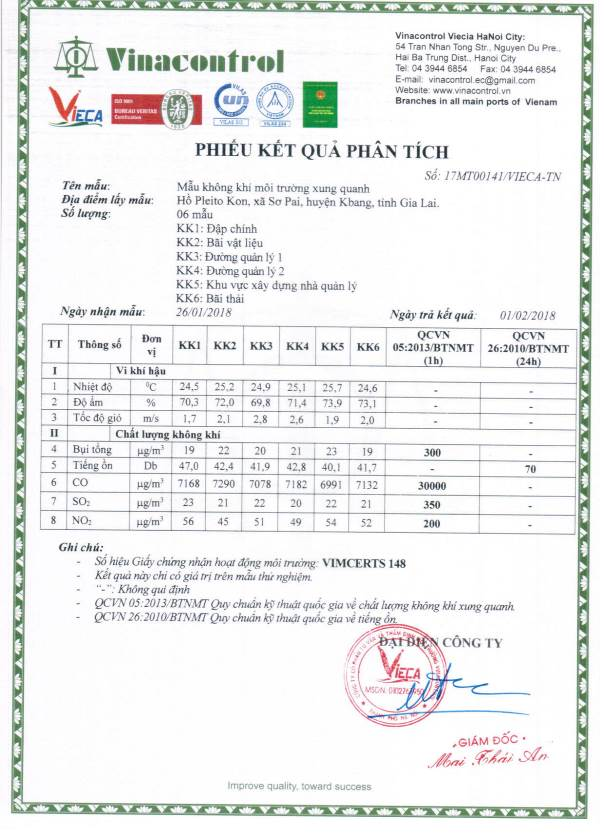 Vinacontrol
Vinacontrol Viecia HaNoi City:
54 Tran Nhan Tong Str., Nguyen Du Pre.,
Hai Ba Trung Dist., Hanoi City
Tel: 04 3944 6854 Fax: 04 3944 6854
E-mail: vinacontrol.ec@gmail.com
Website: www.vinacontrol.vn
Branches in all main ports of Vienam
VIECA
ISO 9001
BUREAU VERITAS
Certification
PHIẾU KẾT QUẢ PHÂN TÍCH
Số: 17MT00141/VIECA-TN
Tên mẫu: Mẫu không khí môi trường xung quanh
Địa điểm lấy mẫu: Hồ Pleito Kon, xã Sơ Pai, huyện Kbang, tỉnh Gia Lai.
Số lượng: 06 mẫu
KK1: Đập chính
KK2: Bãi vật liệu
KK3: Đường quản lý 1
KK4: Đường quản lý 2
KK5: Khu vực xây dựng nhà quản lý
KK6: Bãi thải
Ngày nhận mẫu: 26/01/2018 Ngày trả kết quả: 01/02/2018
TT Thông số Đơn vị KK1 KK2 KK3 KK4 KK5 KK6 QCVN 05:2013/BTNMT (1h) QCVN 26:2010/BTNMT (24h)
I Vi khí hậu
1 Nhiệt độ ⁰C 24,5 25,2 24,9 25,1 25,7 24,6 - -
2 Độ ẩm % 70,3 72,0 69,8 71,4 73,9 73,1 - -
3 Tốc độ gió m/s 1,7 2,1 2,8 2,6 1,9 2,0 - -
II Chất lượng không khí
4 Bụi tổng µg/m³ 19 22 20 21 23 19 300 -
5 Tiếng ồn Db 47,0 42,4 41,9 42,8 40,1 41,7 - 70
6 CO µg/m³ 7168 7290 7078 7182 6991 7132 30000 -
7 SO₂ µg/m³ 23 21 22 20 22 21 350 -
8 NO₂ µg/m³ 56 45 51 49 54 52 200 -
Ghi chú:
- Số hiệu Giấy chứng nhận hoạt động môi trường: VIMCERTS 148
- Kết quả này chỉ có giá trị trên mẫu thử nghiệm.
- “-”: Không qui định
- QCVN 05:2013/BTNMT Quy chuẩn kỹ thuật quốc gia về chất lượng không khí xung quanh.
- QCVN 26:2010/BTNMT Quy chuẩn kỹ thuật quốc gia về tiếng ồn.
ĐẠI DIỆN CÔNG TY
VIECA
GIÁM ĐỐC
Mai Thái An
Improve quality, toward success